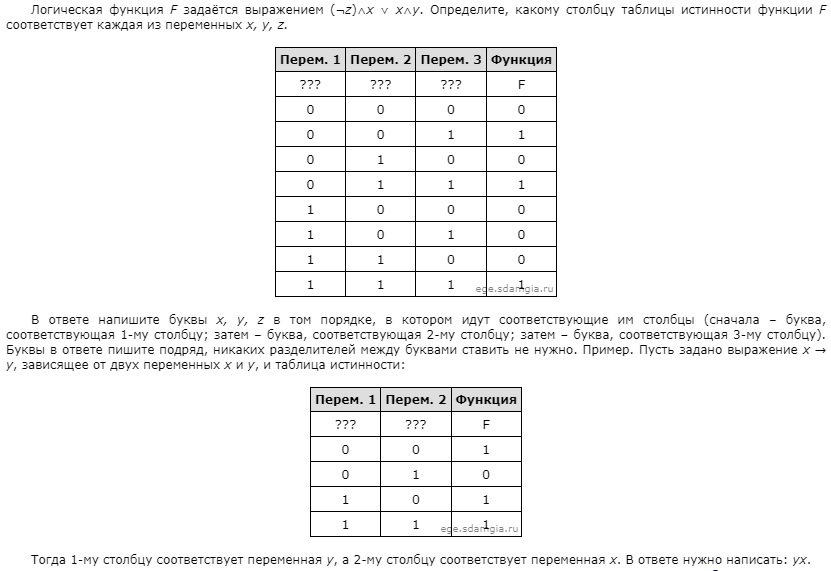 Логическая функция F задаётся выражением (¬z)∧x ∨ x∧y. Определите, какому столбцу таблицы истинности функции F
соответствует каждая из переменных x, y, z.
Перем. 1 Перем. 2 Перем. 3 Функция
??? ??? ??? F
0 0 0 0
0 0 1 1
0 1 0 0
0 1 1 1
1 0 0 0
1 0 1 0
1 1 0 0
1 1 1 1
ege.sdamgia.ru
В ответе напишите буквы x, y, z в том порядке, в котором идут соответствующие им столбцы (сначала – буква,
соответствующая 1-му столбцу; затем – буква, соответствующая 2-му столбцу; затем – буква, соответствующая 3-му столбцу).
Буквы в ответе пишите подряд, никаких разделителей между буквами ставить не нужно. Пример. Пусть задано выражение x →
y, зависящее от двух переменных x и y, и таблица истинности:
Перем. 1 Перем. 2 Функция
??? ??? F
0 0 1
0 1 0
1 0 1
1 1 1
ege.sdamgia.ru
Тогда 1-му столбцу соответствует переменная y, а 2-му столбцу соответствует переменная x. В ответе нужно написать: yx.